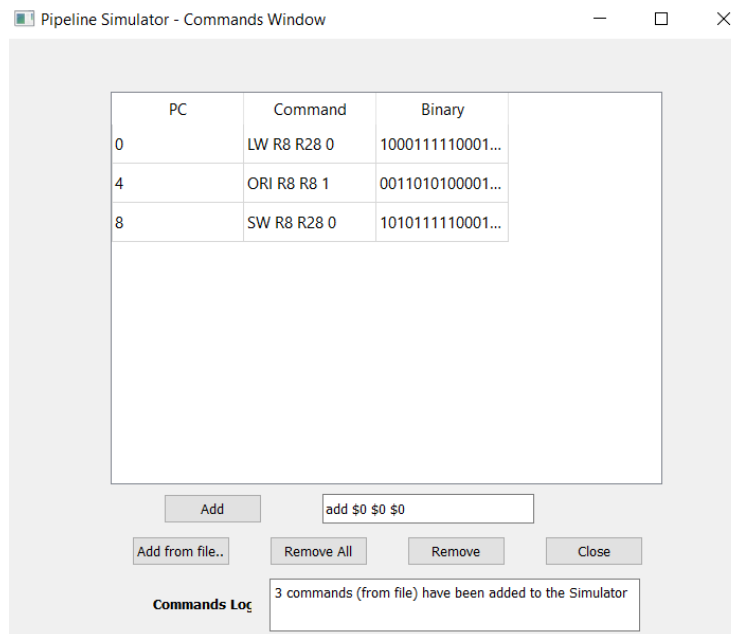 Pipeline Simulator - Commands Window
PC Command Binary
0 LW R8 R28 0 1000111110001...
4 ORI R8 R8 1 0011010100001...
8 SW R8 R28 0 1010111110001...
Add add $0 $0 $0
Add from file.. Remove All Remove Close
Commands Log 3 commands (from file) have been added to the Simulator